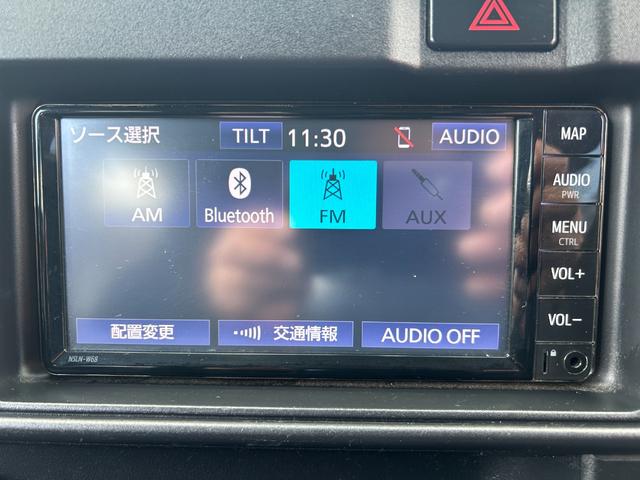 ソース選択 TILT 11:30 AUDIO
AM Bluetooth FM AUX
配置変更 交通情報 AUDIO OFF
NSLN-W68
MAP
AUDIO
PWR
MENU
CTRL
VOL+
VOL−